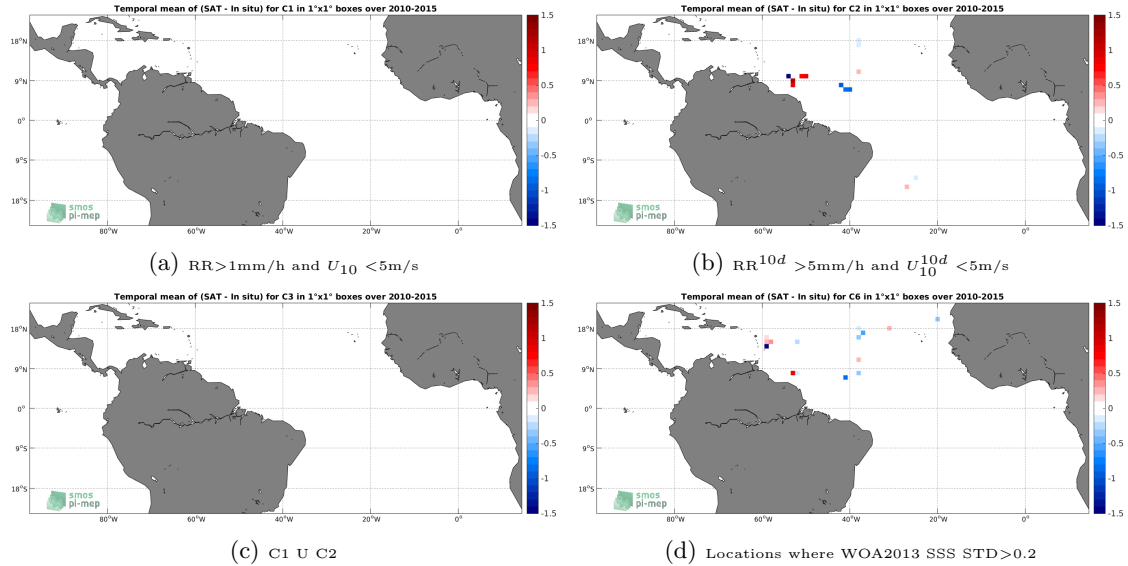 Temporal mean of (SAT - In situ) for C1 in 1°x1° boxes over 2010-2015
18°N
9°N
0°
9°S
18°S
80°W
60°W
40°W
20°W
0°
1.5
1
0.5
0
-0.5
-1
-1.5
smos
pi-mep
(a) RR>1mm/h and U10 <5m/s
Temporal mean of (SAT - In situ) for C2 in 1°x1° boxes over 2010-2015
18°N
9°N
0°
9°S
18°S
80°W
60°W
40°W
20°W
0°
1.5
1
0.5
0
-0.5
-1
-1.5
smos
pi-mep
(b) RR10d >5mm/h and U10d10 <5m/s
Temporal mean of (SAT - In situ) for C3 in 1°x1° boxes over 2010-2015
18°N
9°N
0°
9°S
18°S
80°W
60°W
40°W
20°W
0°
1.5
1
0.5
0
-0.5
-1
-1.5
smos
pi-mep
(c) C1 U C2
Temporal mean of (SAT - In situ) for C6 in 1°x1° boxes over 2010-2015
18°N
9°N
0°
9°S
18°S
80°W
60°W
40°W
20°W
0°
1.5
1
0.5
0
-0.5
-1
-1.5
smos
pi-mep
(d) Locations where WOA2013 SSS STD>0.2